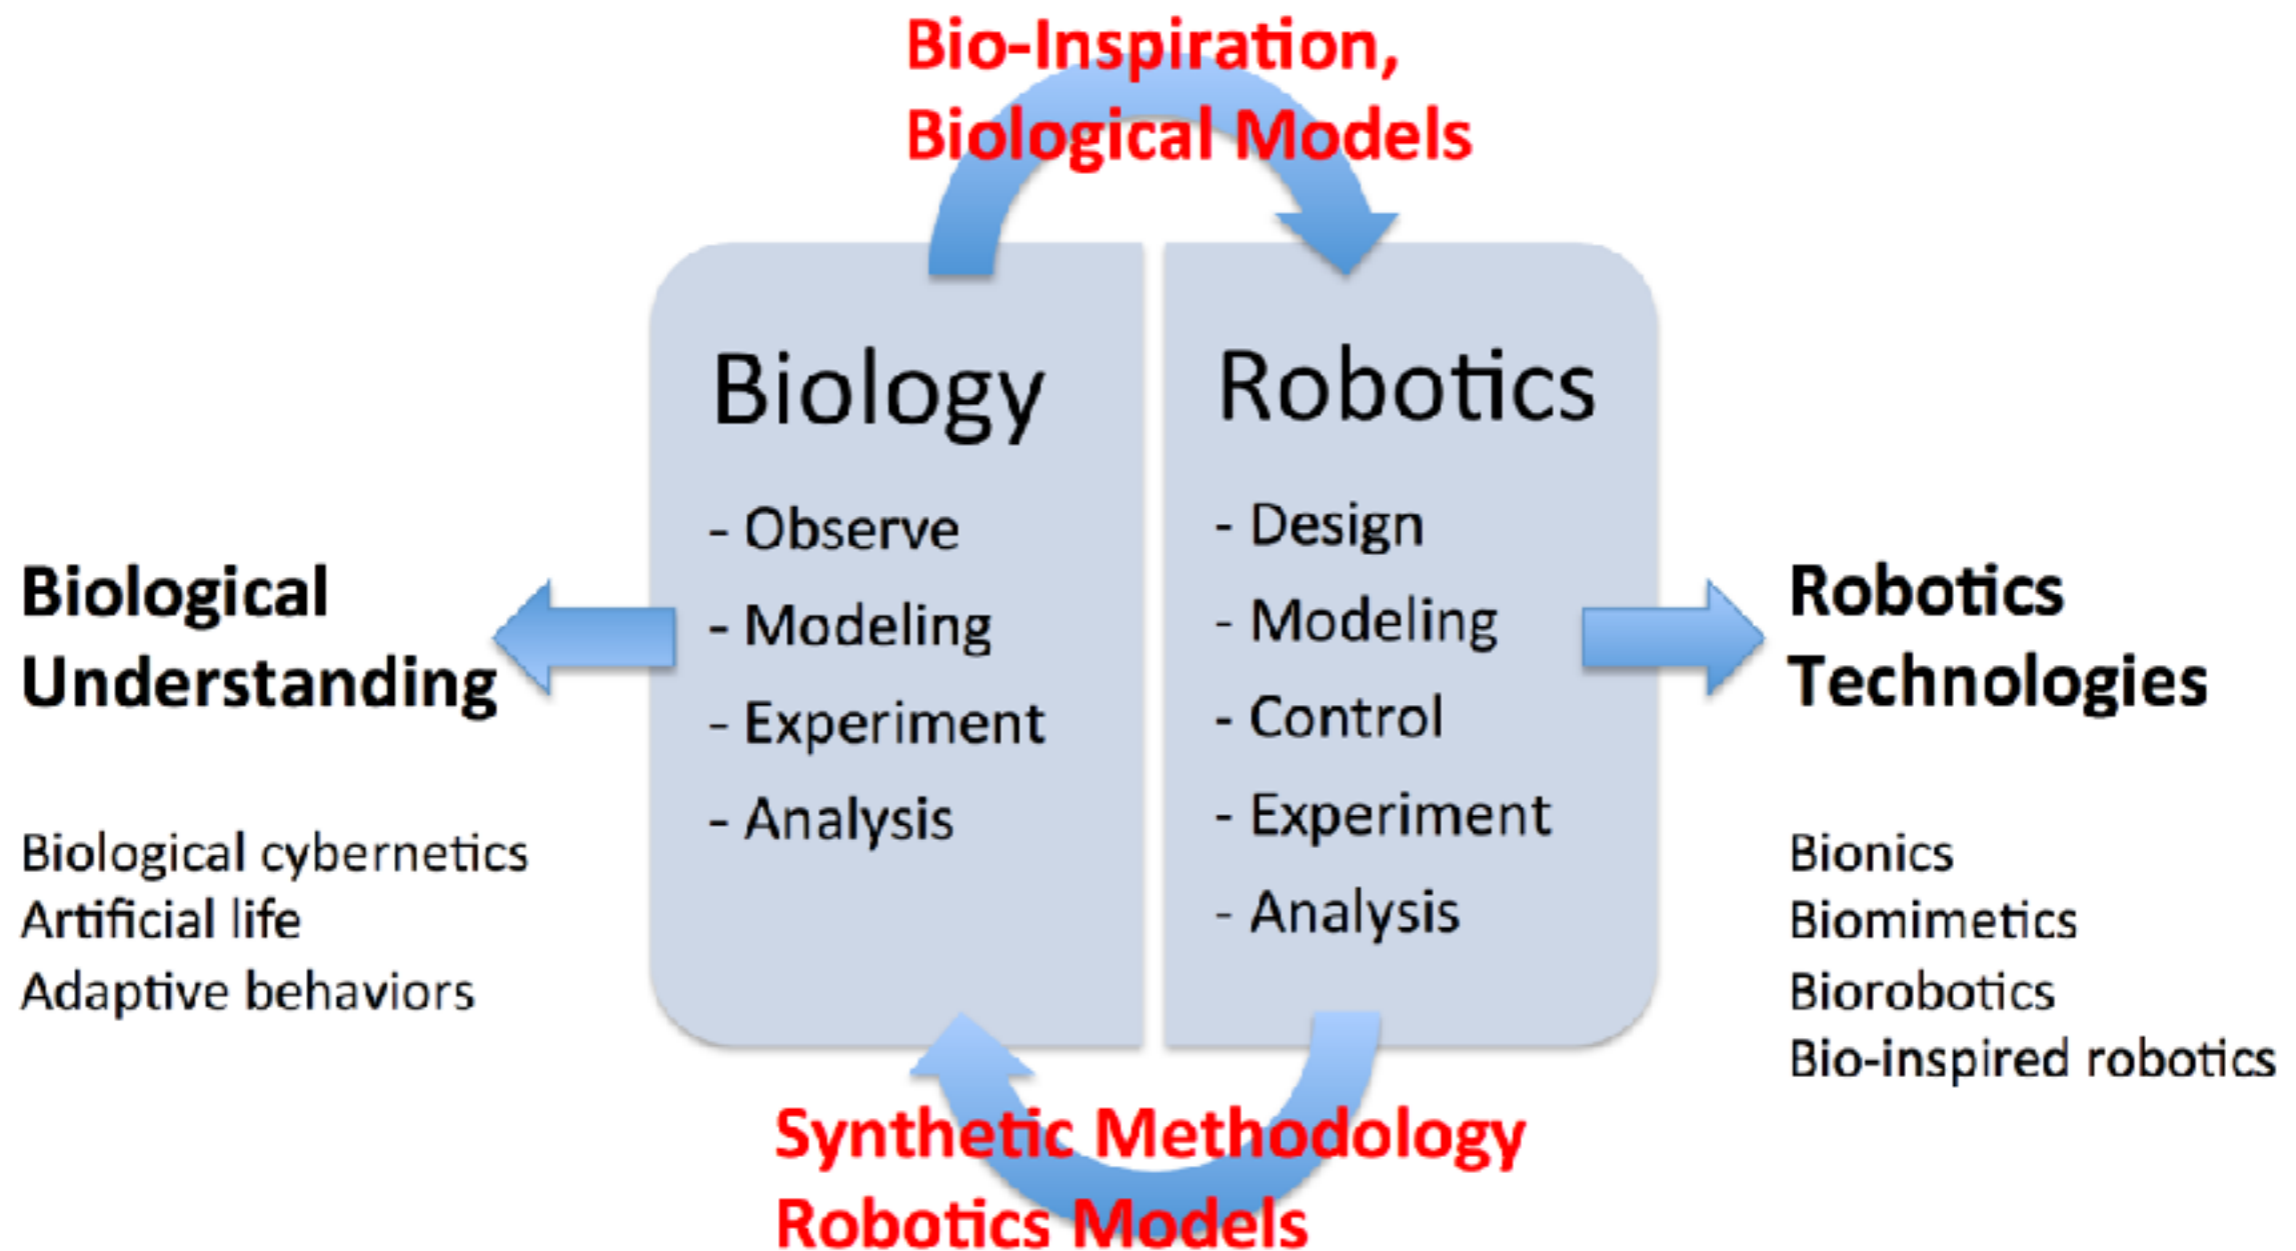 Bio-Inspiration,
Biological Models
Biology
- Observe
- Modeling
- Experiment
- Analysis
Robotics
- Design
- Modeling
- Control
- Experiment
- Analysis
Biological
Understanding
Biological cybernetics
Artificial life
Adaptive behaviors
Robotics
Technologies
Bionics
Biomimetics
Biorobotics
Bio-inspired robotics
Synthetic Methodology
Robotics Models